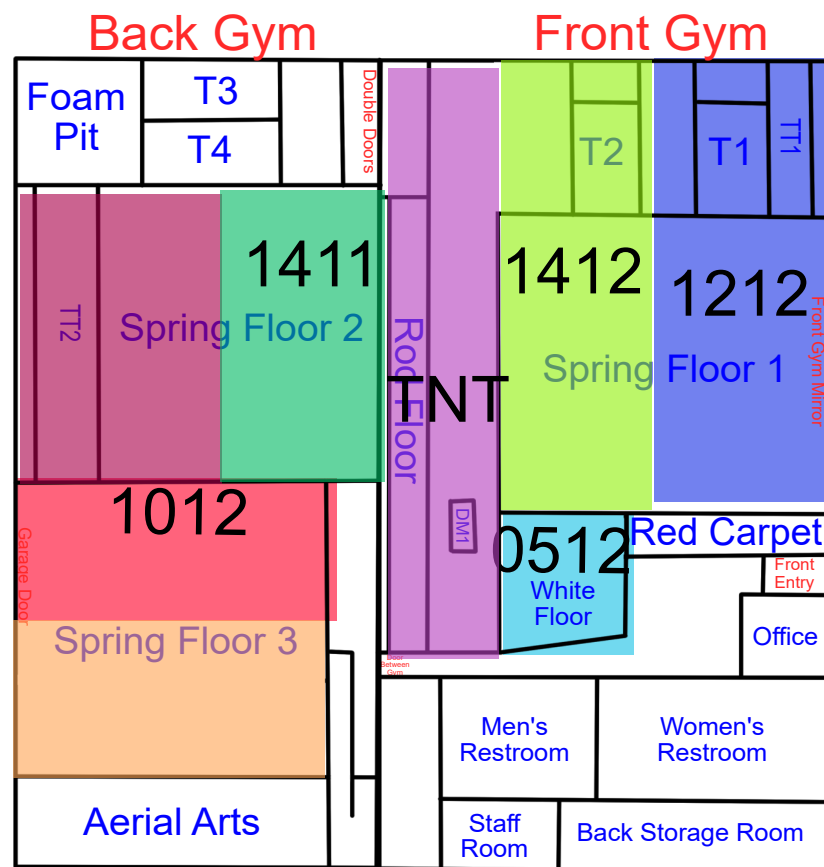 Back Gym
Front Gym
Foam
Pit
T3
T4
Double Doors
T2
T1
TT1
1411
1412
1212
TT2
Spring Floor 2
Rod Floor
TNT
Spring Floor 1
Front Gym Mirror
1012
DM1
0512
Red Carpet
Garage Door
White
Floor
Front
Entry
Spring Floor 3
Office
Door
Between
Gym
Men's
Restroom
Women's
Restroom
Aerial Arts
Staff
Room
Back Storage Room